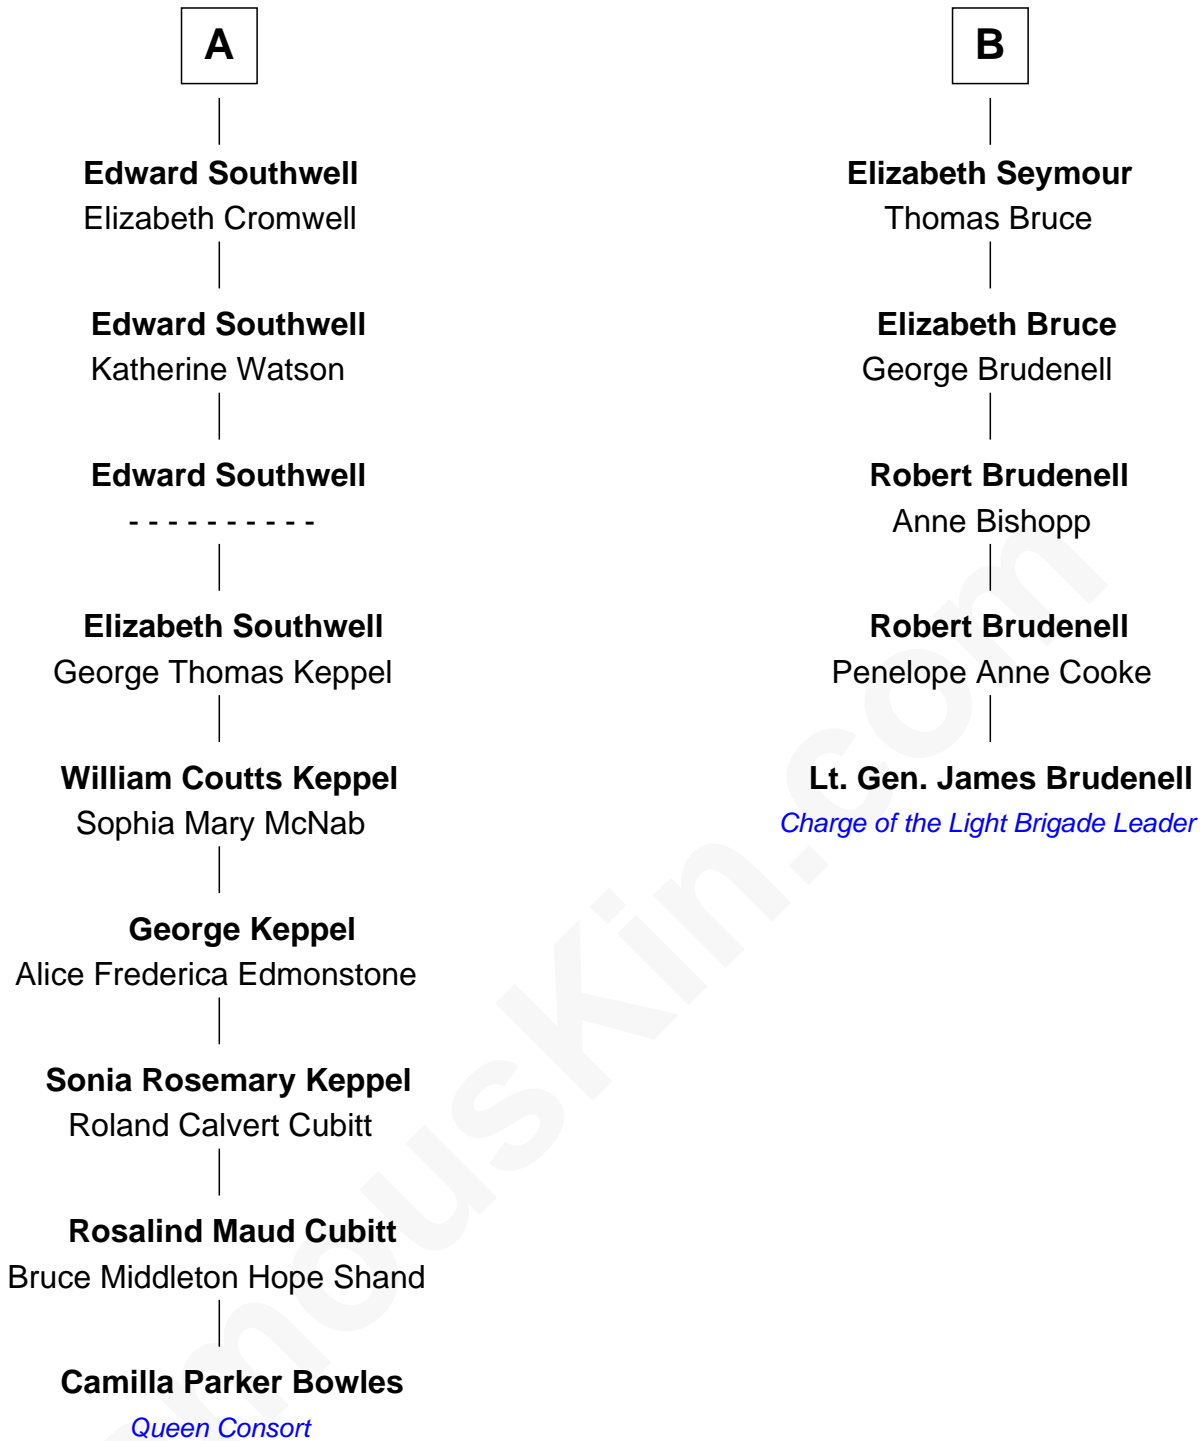 A
Edward Southwell
Elizabeth Cromwell
Edward Southwell
Katherine Watson
Edward Southwell
- - - - - - - - - -
Elizabeth Southwell
George Thomas Keppel
William Coutts Keppel
Sophia Mary McNab
George Keppel
Alice Frederica Edmonstone
Sonia Rosemary Keppel
Roland Calvert Cubitt
Rosalind Maud Cubitt
Bruce Middleton Hope Shand
Camilla Parker Bowles
Queen Consort
B
Elizabeth Seymour
Thomas Bruce
Elizabeth Bruce
George Brudenell
Robert Brudenell
Anne Bishopp
Robert Brudenell
Penelope Anne Cooke
Lt. Gen. James Brudenell
Charge of the Light Brigade Leader
mousKin.com